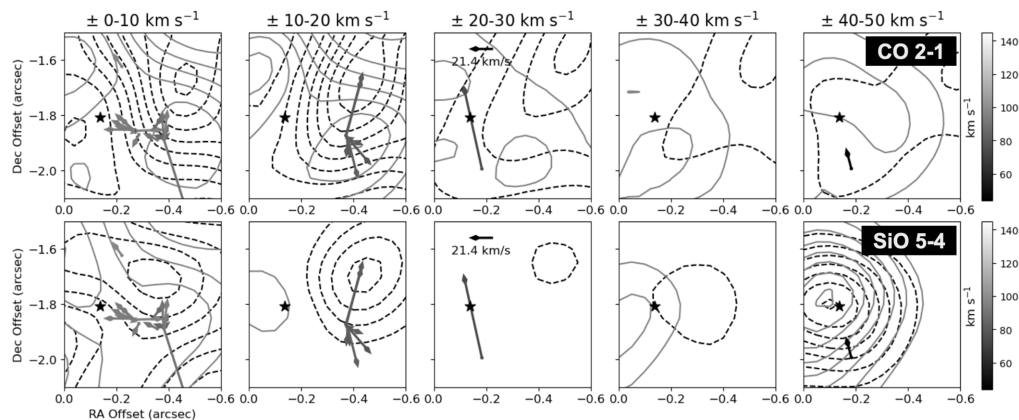 ± 0-10 km s⁻¹
± 10-20 km s⁻¹
± 20-30 km s⁻¹
± 30-40 km s⁻¹
± 40-50 km s⁻¹
Dec Offset (arcsec)
−1.6
−1.8
−2.0
21.4 km/s
CO 2-1
140
120
100
80
60
km s⁻¹
0.0 −0.2 −0.4 −0.6
0.0 −0.2 −0.4 −0.6
0.0 −0.2 −0.4 −0.6
0.0 −0.2 −0.4 −0.6
0.0 −0.2 −0.4 −0.6
Dec Offset (arcsec)
−1.6
−1.8
−2.0
21.4 km/s
SiO 5-4
140
120
100
80
60
km s⁻¹
0.0 −0.2 −0.4 −0.6
0.0 −0.2 −0.4 −0.6
0.0 −0.2 −0.4 −0.6
0.0 −0.2 −0.4 −0.6
0.0 −0.2 −0.4 −0.6
RA Offset (arcsec)